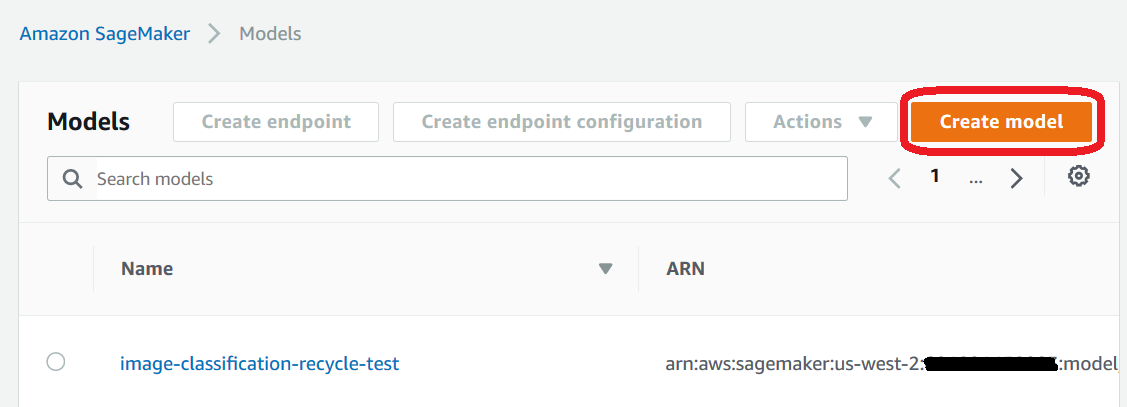 Amazon SageMaker > Models
Models Create endpoint Create endpoint configuration Actions Create model
Search models 1 ...
Name ARN
image-classification-recycle-test arn:aws:sagemaker:us-west-2: :model